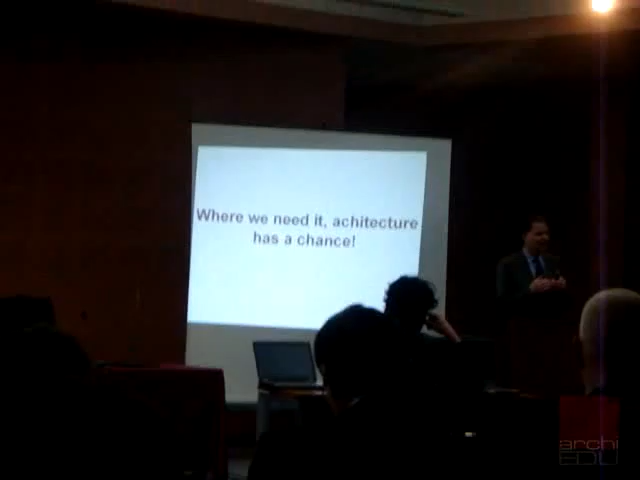 Where we need it, achitecture
has a chance!
archi
EDU